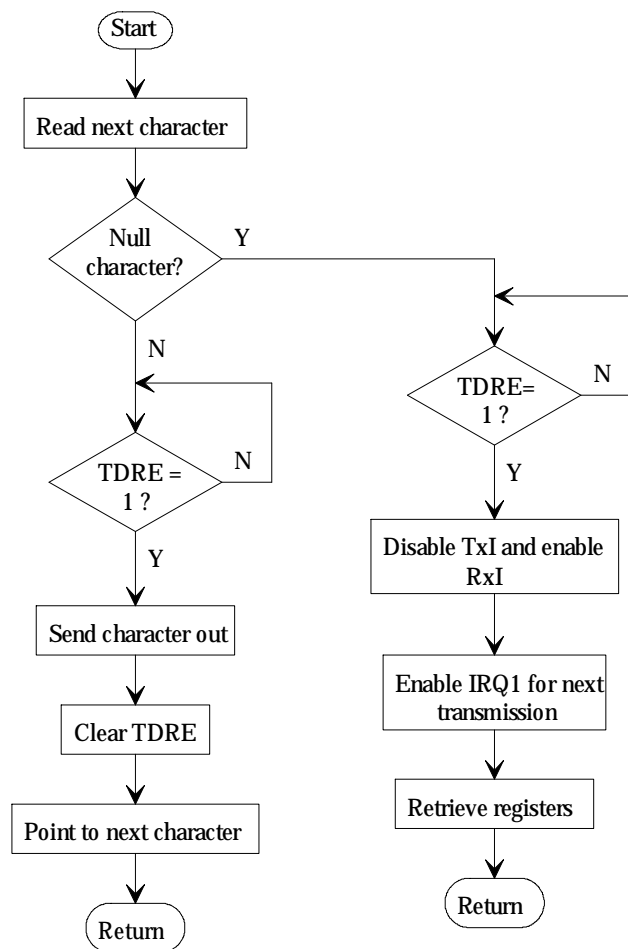 Start
Read next character
Null
character?
Y
N
TDRE =
1 ?
N
Y
Send character out
Clear TDRE
Point to next character
Return
TDRE=
1 ?
N
Y
Disable TxI and enable
RxI
Enable IRQ1 for next
transmission
Retrieve registers
Return